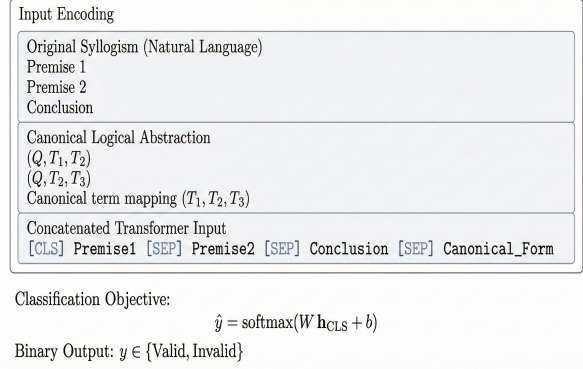 Input Encoding
Original Syllogism (Natural Language)
Premise 1
Premise 2
Conclusion
Canonical Logical Abstraction
(Q, T₁, T₂)
(Q, T₂, T₃)
Canonical term mapping (T₁, T₂, T₃)
Concatenated Transformer Input
[CLS] Premise1 [SEP] Premise2 [SEP] Conclusion [SEP] Canonical_Form
Classification Objective:
ŷ = softmax(W h_CLS + b)
Binary Output: y ∈ {Valid, Invalid}